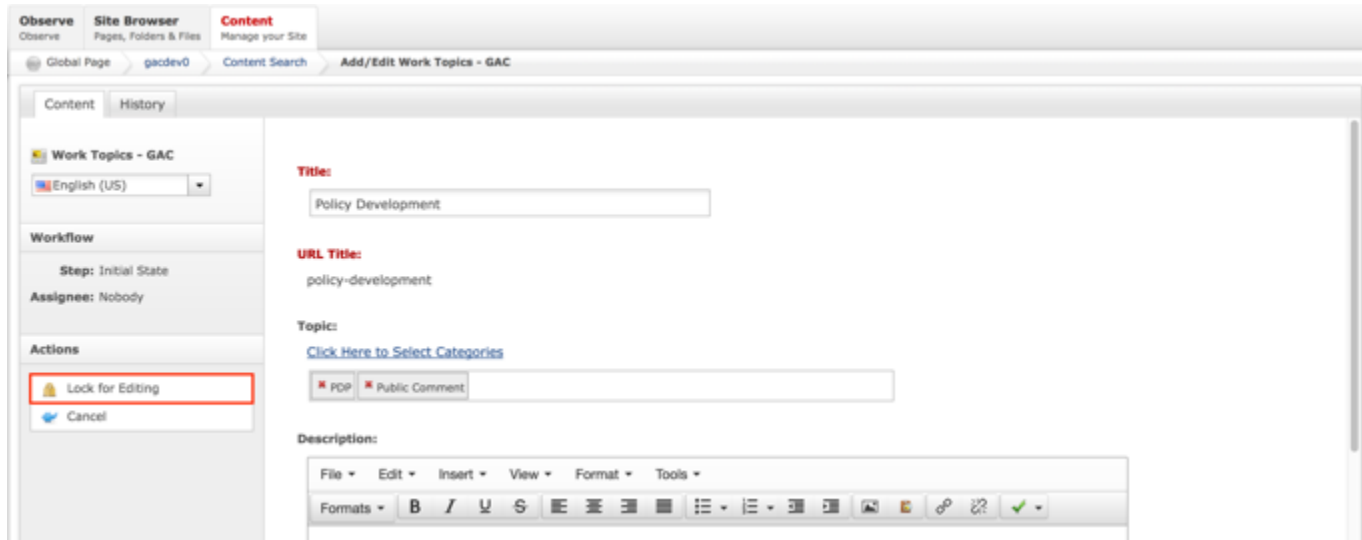 Observe Site Browser Content
Observe Pages, Folders & Files Manage your Site
Global Page gacdev0 Content Search Add/Edit Work Topics - GAC
Content History
Work Topics - GAC
English (US)
Workflow
Step: Initial State
Assignee: Nobody
Actions
Lock for Editing
Cancel
Title:
Policy Development
URL Title:
policy-development
Topic:
Click Here to Select Categories
PDP Public Comment
Description:
File Edit Insert View Format Tools
Formats B I U S